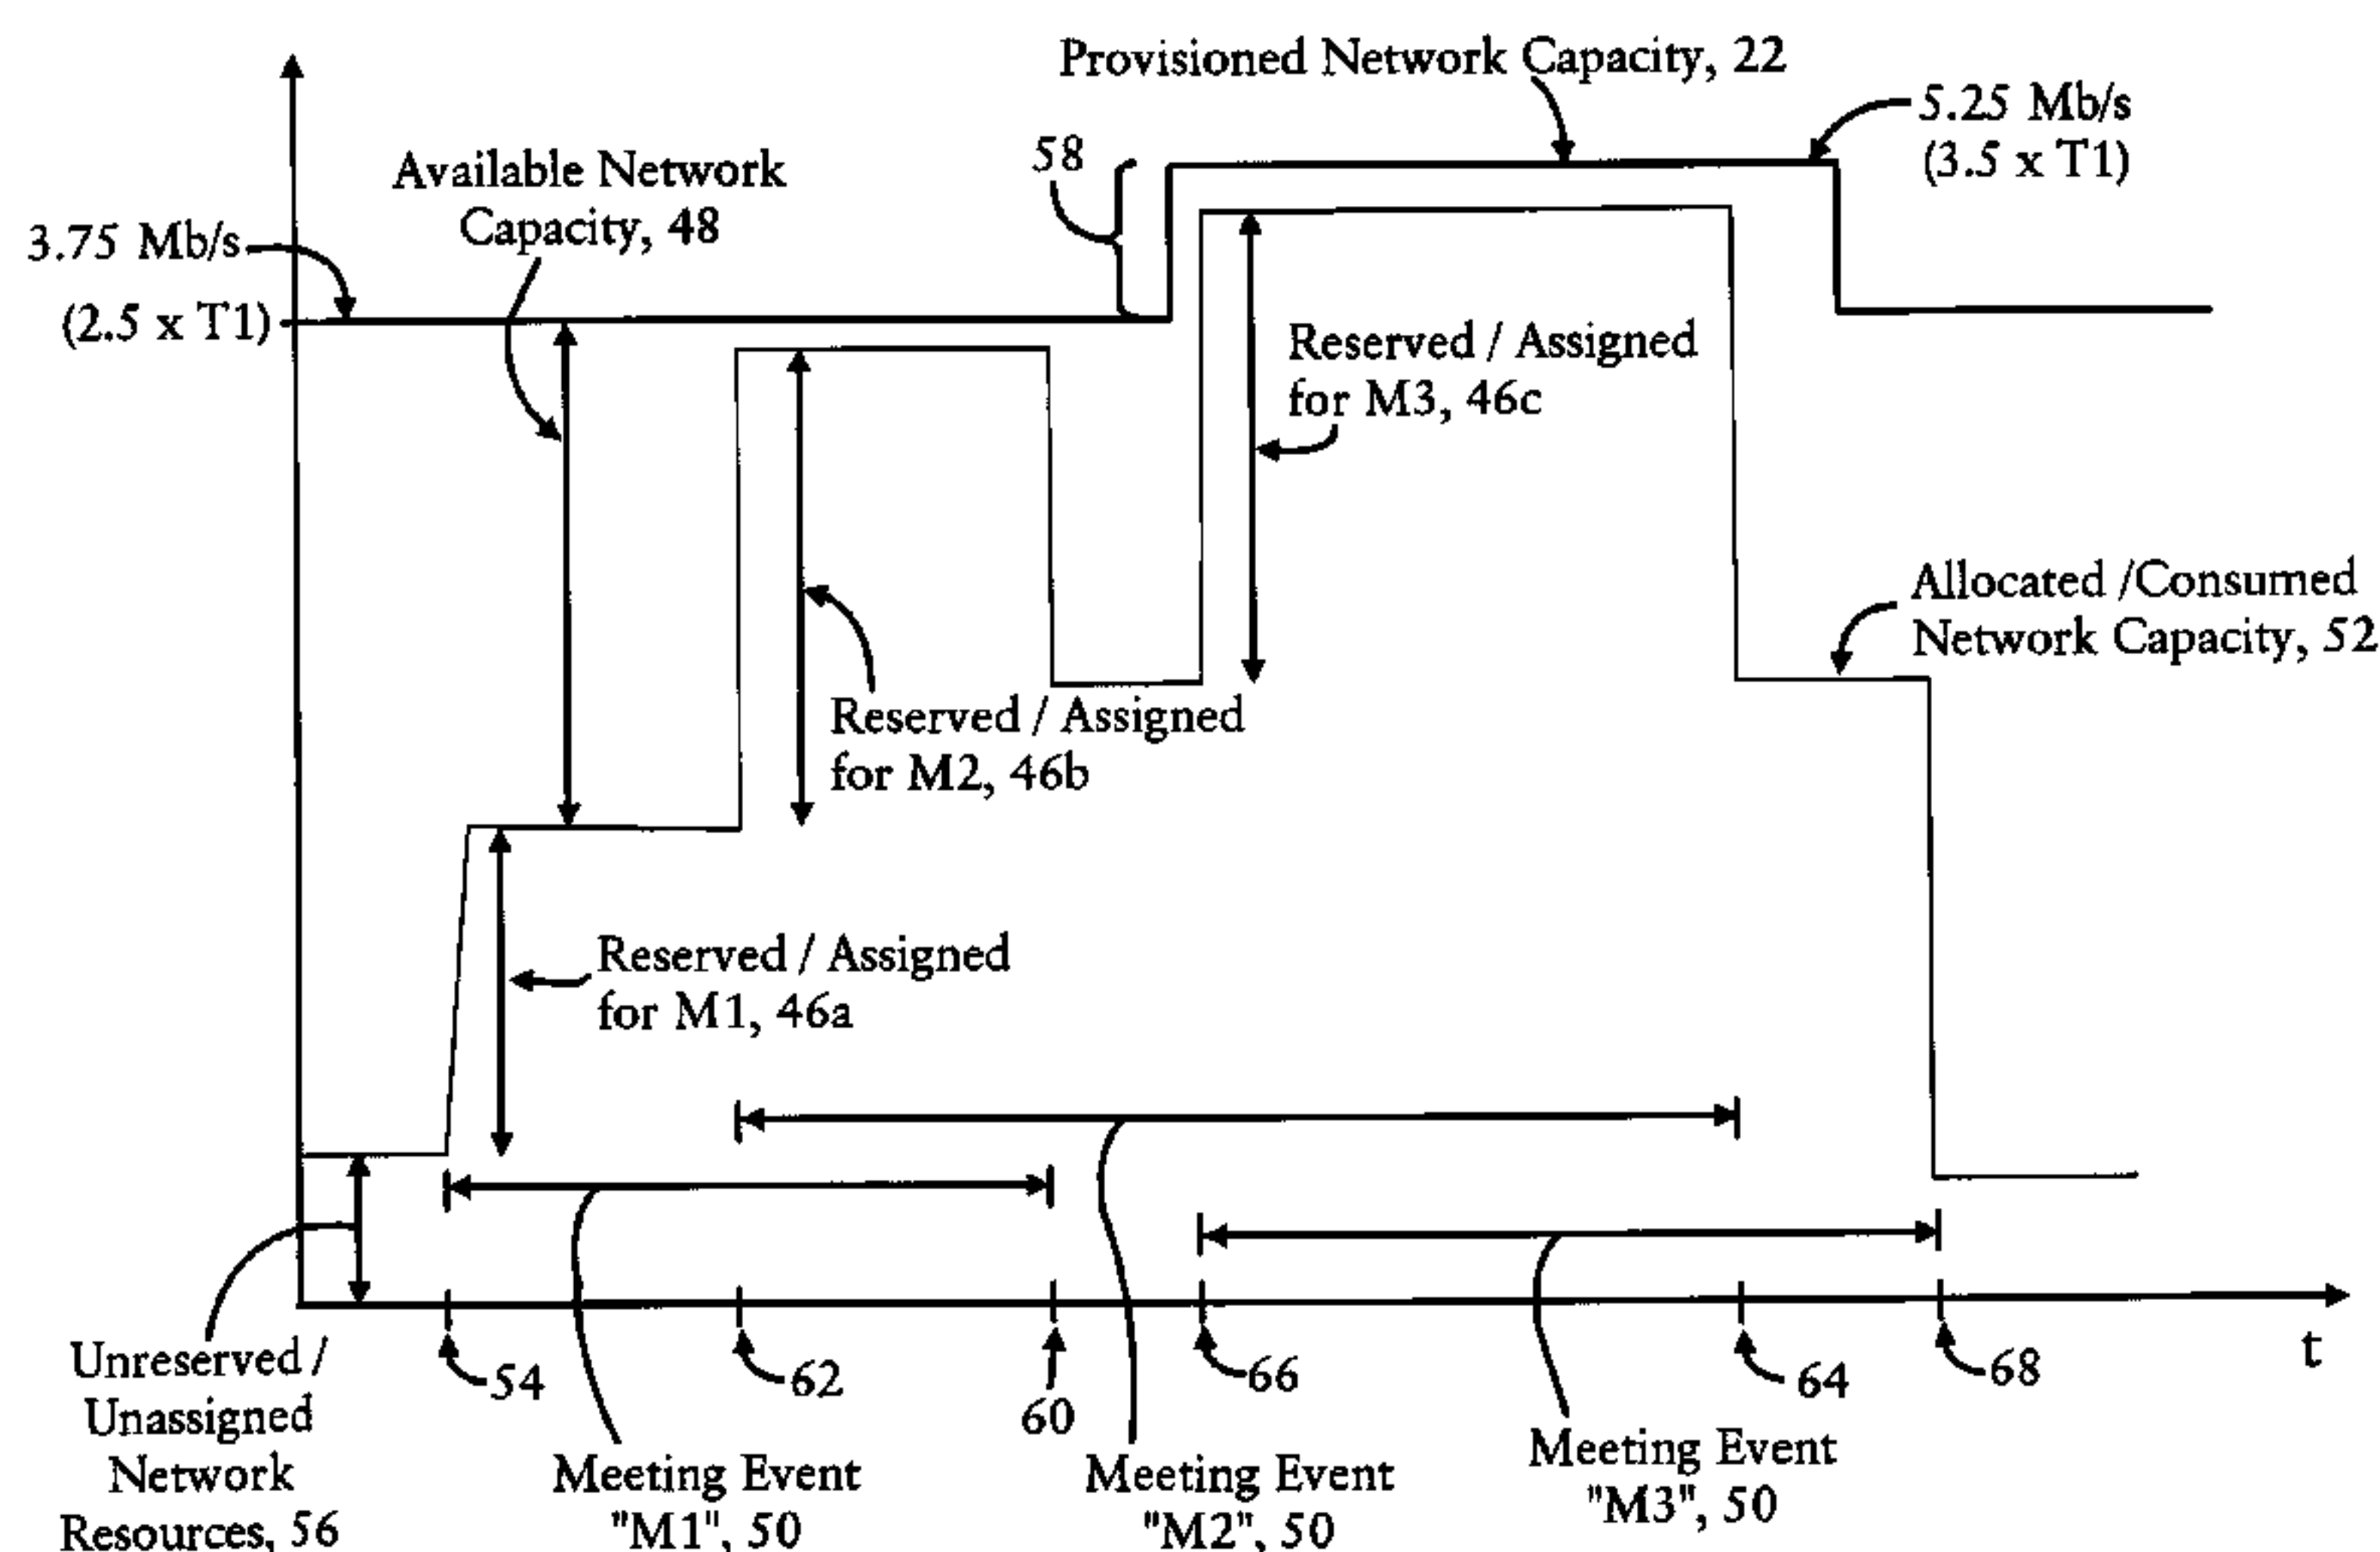 Provisioned Network Capacity, 22
5.25 Mb/s
(3.5 x T1)
58
Available Network
Capacity, 48
3.75 Mb/s
(2.5 x T1)
Reserved / Assigned
for M3, 46c
Allocated /Consumed
Network Capacity, 52
Reserved / Assigned
for M2, 46b
Reserved / Assigned
for M1, 46a
54
62
60
66
64
68
t
Unreserved /
Unassigned
Network
Resources, 56
Meeting Event
"M1", 50
Meeting Event
"M2", 50
Meeting Event
"M3", 50